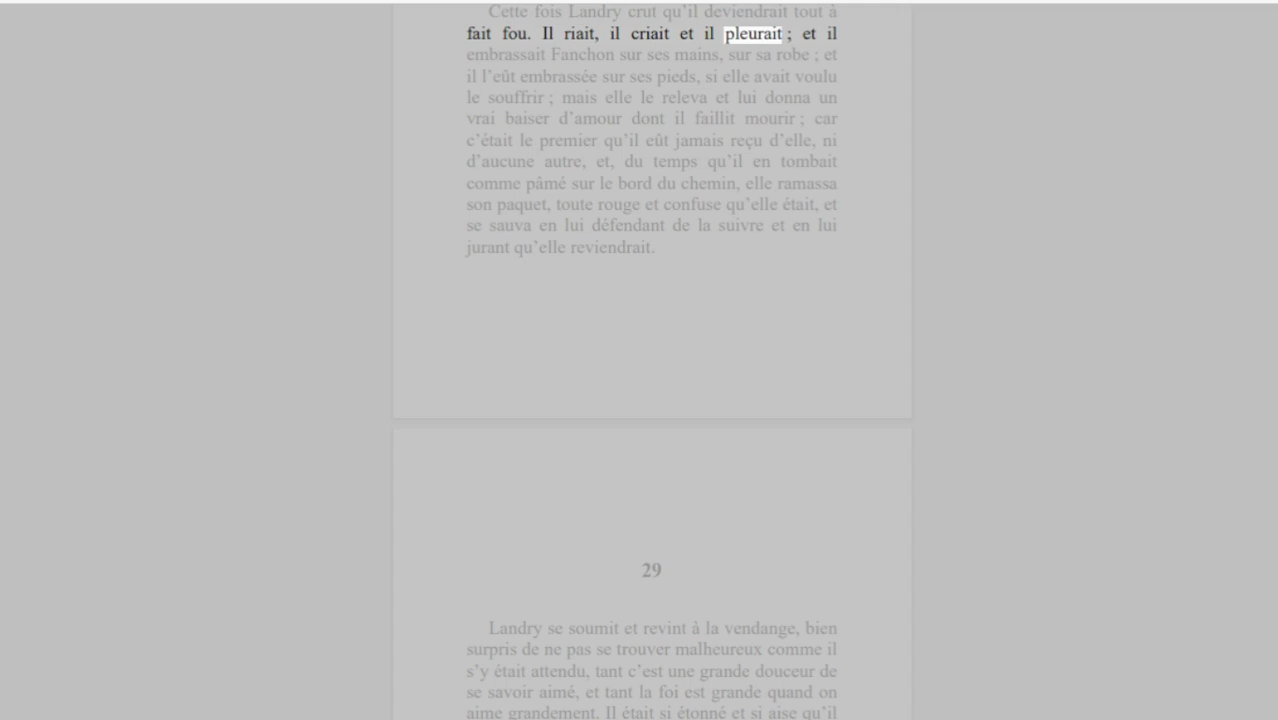 Cette fois Landry crut qu'il deviendrait tout à
fait fou. Il riait, il criait et il pleurait ; et il
embrassait Fanchon sur ses mains, sur sa robe ; et
il l'eût embrassée sur ses pieds, si elle avait voulu
le souffrir ; mais elle le releva et lui donna un
vrai baiser d'amour dont il faillit mourir ; car
c'était le premier qu'il eût jamais reçu d'elle, ni
d'aucune autre, et, du temps qu'il en tombait
comme pâmé sur le bord du chemin, elle ramassa
son paquet, toute rouge et confuse qu'elle était, et
se sauva en lui défendant de la suivre et en lui
jurant qu'elle reviendrait.
29
Landry se soumit et revint à la vendange, bien
surpris de ne pas se trouver malheureux comme il
s'y était attendu, tant c'est une grande douceur de
se savoir aimé, et tant la foi est grande quand on
aime grandement. Il était si étonné et si aise qu'il